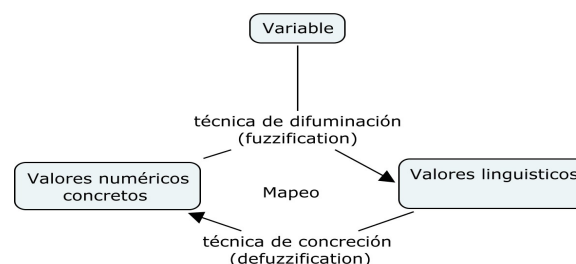 Variable
técnica de difuminación
(fuzzification)
Valores numéricos
concretos
Valores linguisticos
Mapeo
técnica de concreción
(defuzzification)